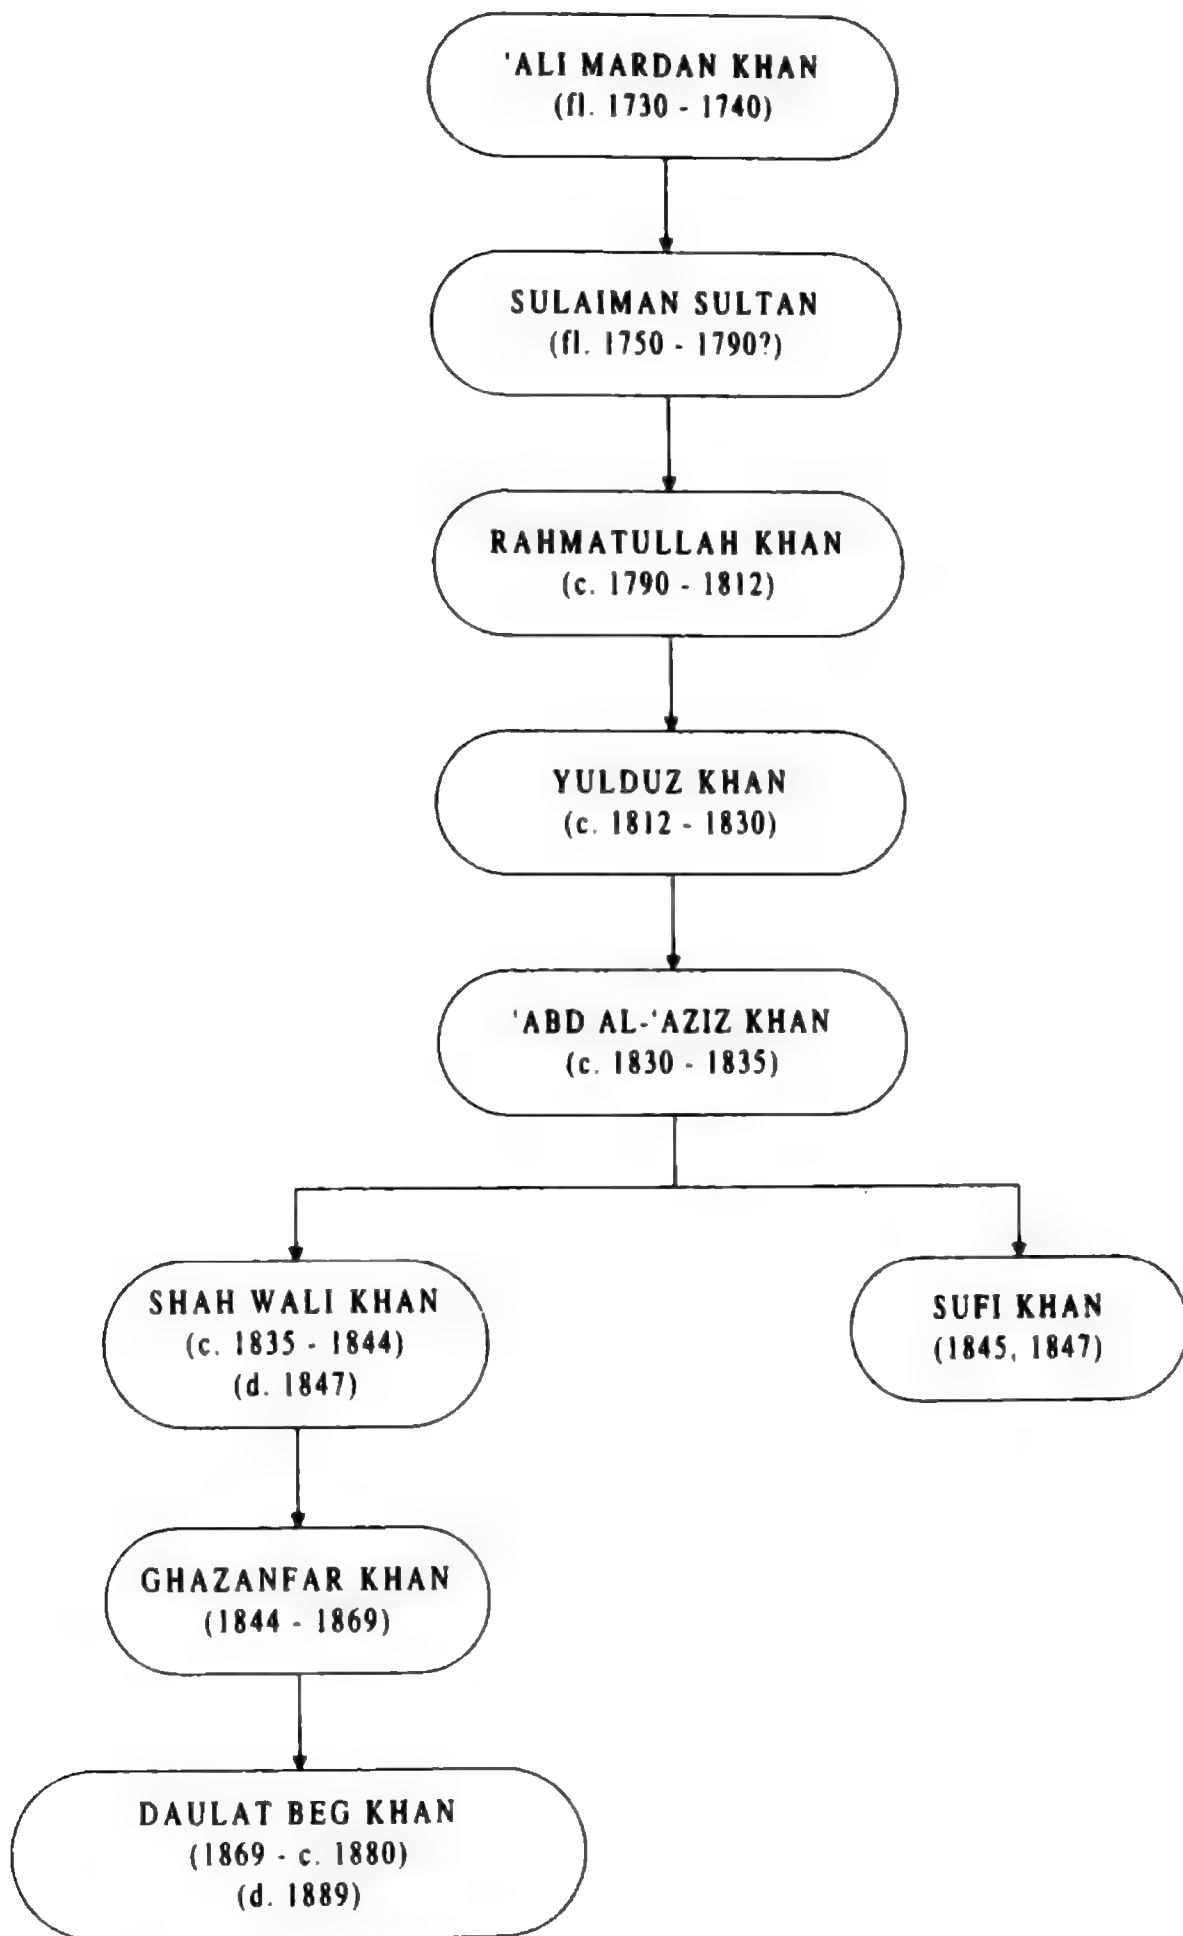 'ALI MARDAN KHAN
(fl. 1730 - 1740)
SULAIMAN SULTAN
(fl. 1750 - 1790?)
RAHMATULLAH KHAN
(c. 1790 - 1812)
YULDUZ KHAN
(c. 1812 - 1830)
'ABD AL-'AZIZ KHAN
(c. 1830 - 1835)
SHAH WALI KHAN
(c. 1835 - 1844)
(d. 1847)
SUFI KHAN
(1845, 1847)
GHAZANFAR KHAN
(1844 - 1869)
DAULAT BEG KHAN
(1869 - c. 1880)
(d. 1889)